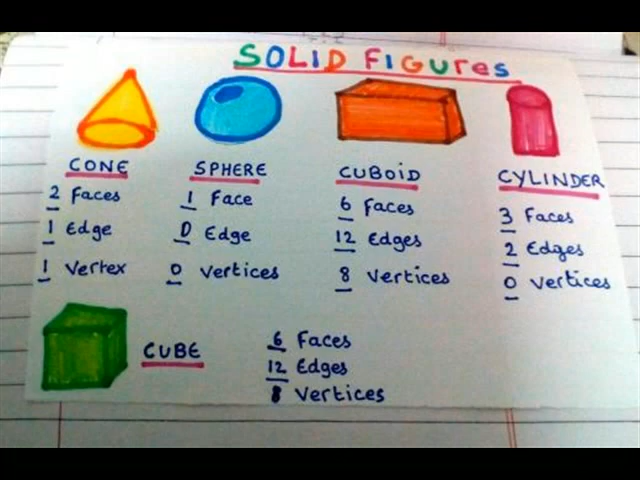 SOLID FIGUREs
CONE
2 Faces
1 Edge
1 Vertex
SPHERE
1 Face
0 Edge
0 Vertices
CUBOID
6 Faces
12 Edges
8 Vertices
CYLINDER
3 Faces
2 Edges
0 Vertices
CUBE
6 Faces
12 Edges
8 Vertices